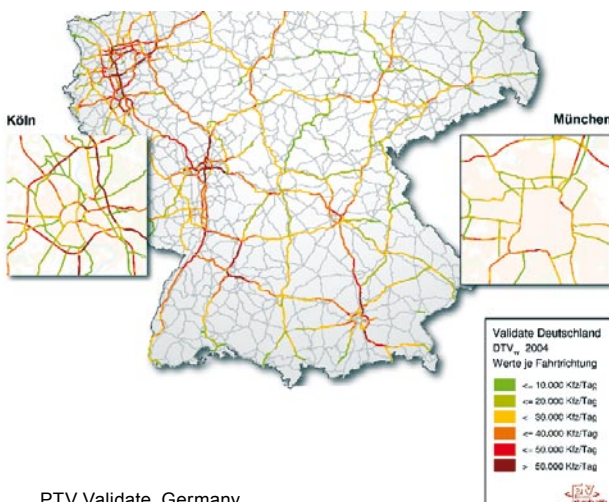 Köln
München
Validate Deutschland
DTVw 2004
Werte je Fahrtrichtung
<= 10.000 Kfz/Tag
<= 20.000 Kfz/Tag
< 30.000 Kfz/Tag
<= 40.000 Kfz/Tag
<= 50.000 Kfz/Tag
> 50.000 Kfz/Tag
PTV Validate, Germany